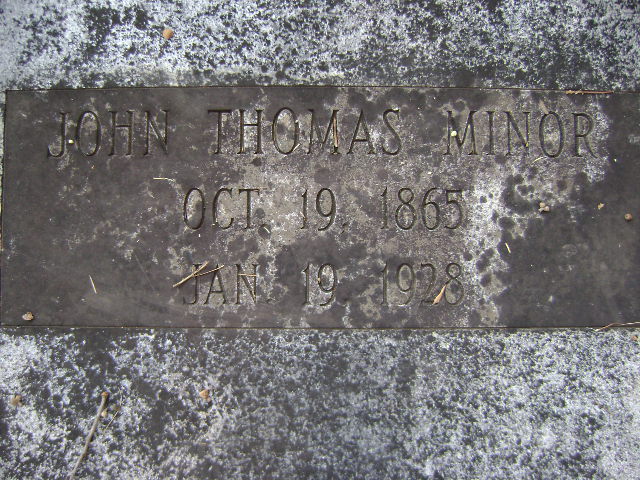 JOHN THOMAS MINOR
OCT. 19. 1865
JAN. 19. 1928